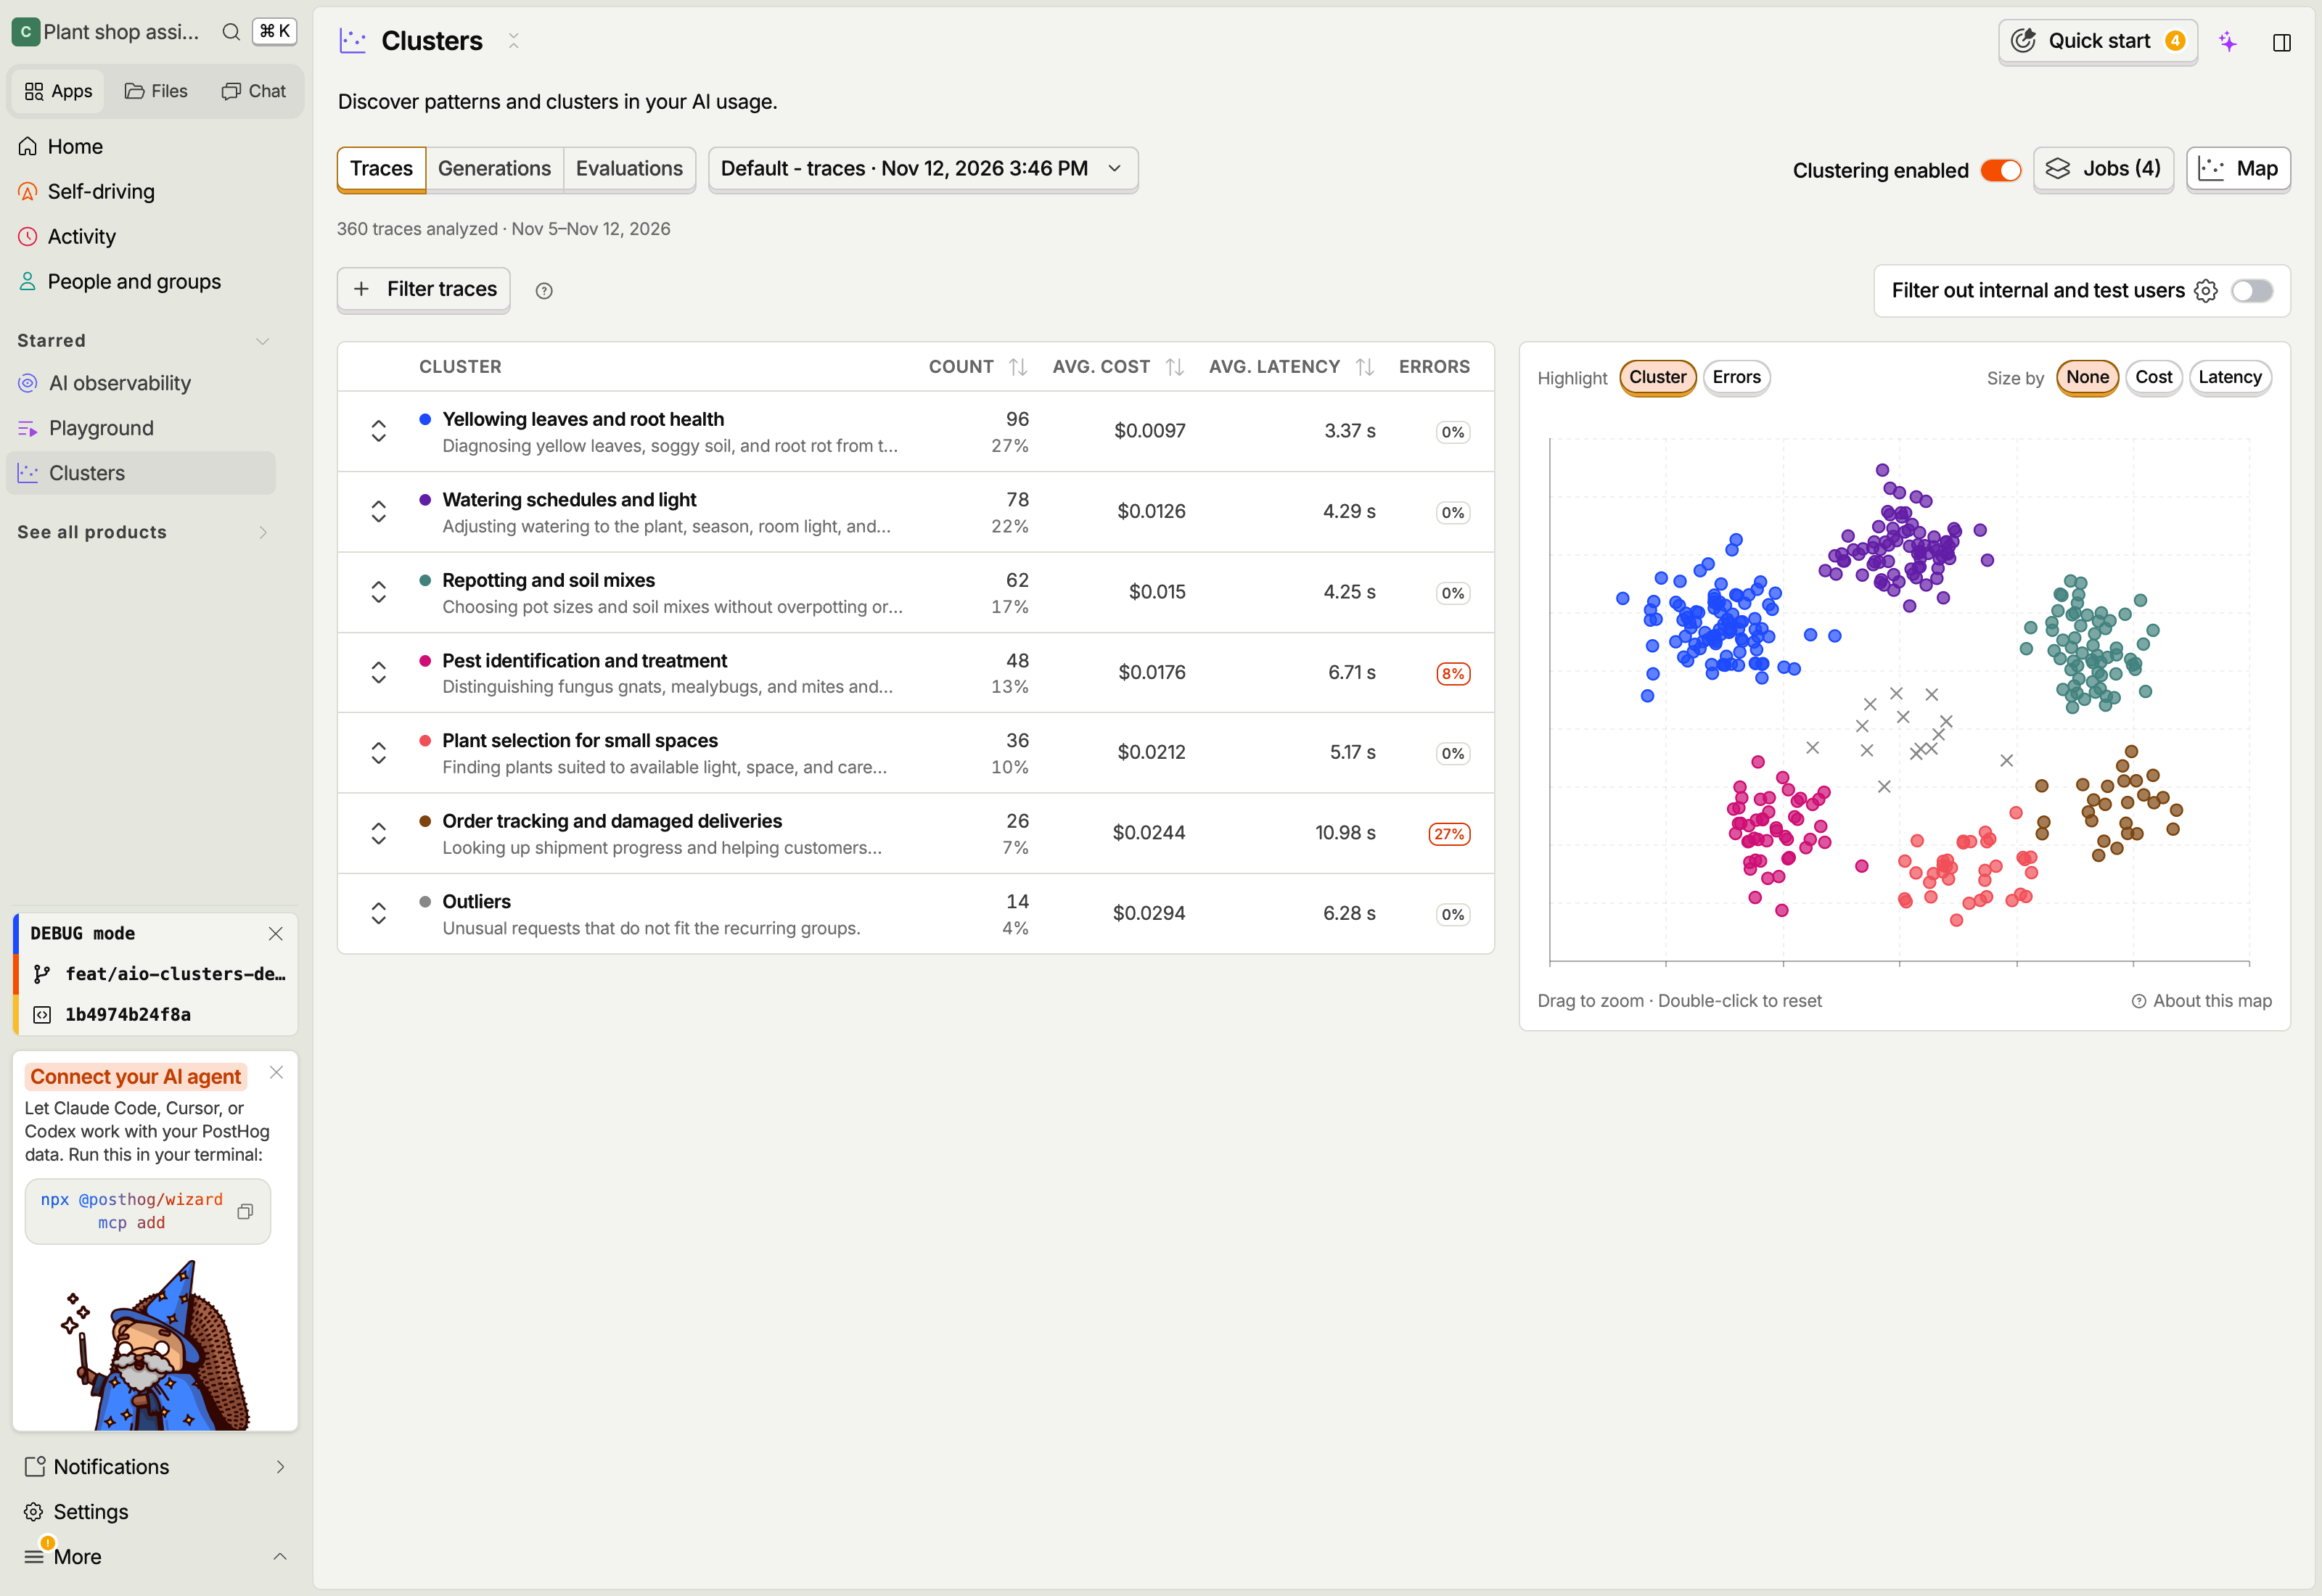 C Plant shop assi... ⌘ K
Apps Files Chat
Home
Self-driving
Activity
People and groups
Starred
AI observability
Playground
Clusters
See all products
DEBUG mode
feat/aio-clusters-de…
1b4974b24f8a
Connect your AI agent
Let Claude Code, Cursor, or
Codex work with your PostHog
data. Run this in your terminal:
npx @posthog/wizard
mcp add
Notifications
Settings
More
Clusters
Quick start 4
Discover patterns and clusters in your AI usage.
Traces Generations Evaluations Default - traces · Nov 12, 2026 3:46 PM
Clustering enabled Jobs (4) Map
360 traces analyzed · Nov 5–Nov 12, 2026
Filter traces
Filter out internal and test users
CLUSTER COUNT AVG. COST AVG. LATENCY ERRORS
Yellowing leaves and root health 96 $0.0097 3.37 s 0%
Diagnosing yellow leaves, soggy soil, and root rot from t... 27%
Watering schedules and light 78 $0.0126 4.29 s 0%
Adjusting watering to the plant, season, room light, and... 22%
Repotting and soil mixes 62 $0.015 4.25 s 0%
Choosing pot sizes and soil mixes without overpotting or... 17%
Pest identification and treatment 48 $0.0176 6.71 s 8%
Distinguishing fungus gnats, mealybugs, and mites and... 13%
Plant selection for small spaces 36 $0.0212 5.17 s 0%
Finding plants suited to available light, space, and care... 10%
Order tracking and damaged deliveries 26 $0.0244 10.98 s 27%
Looking up shipment progress and helping customers... 7%
Outliers 14 $0.0294 6.28 s 0%
Unusual requests that do not fit the recurring groups. 4%
Highlight Cluster Errors Size by None Cost Latency
Drag to zoom · Double-click to reset About this map